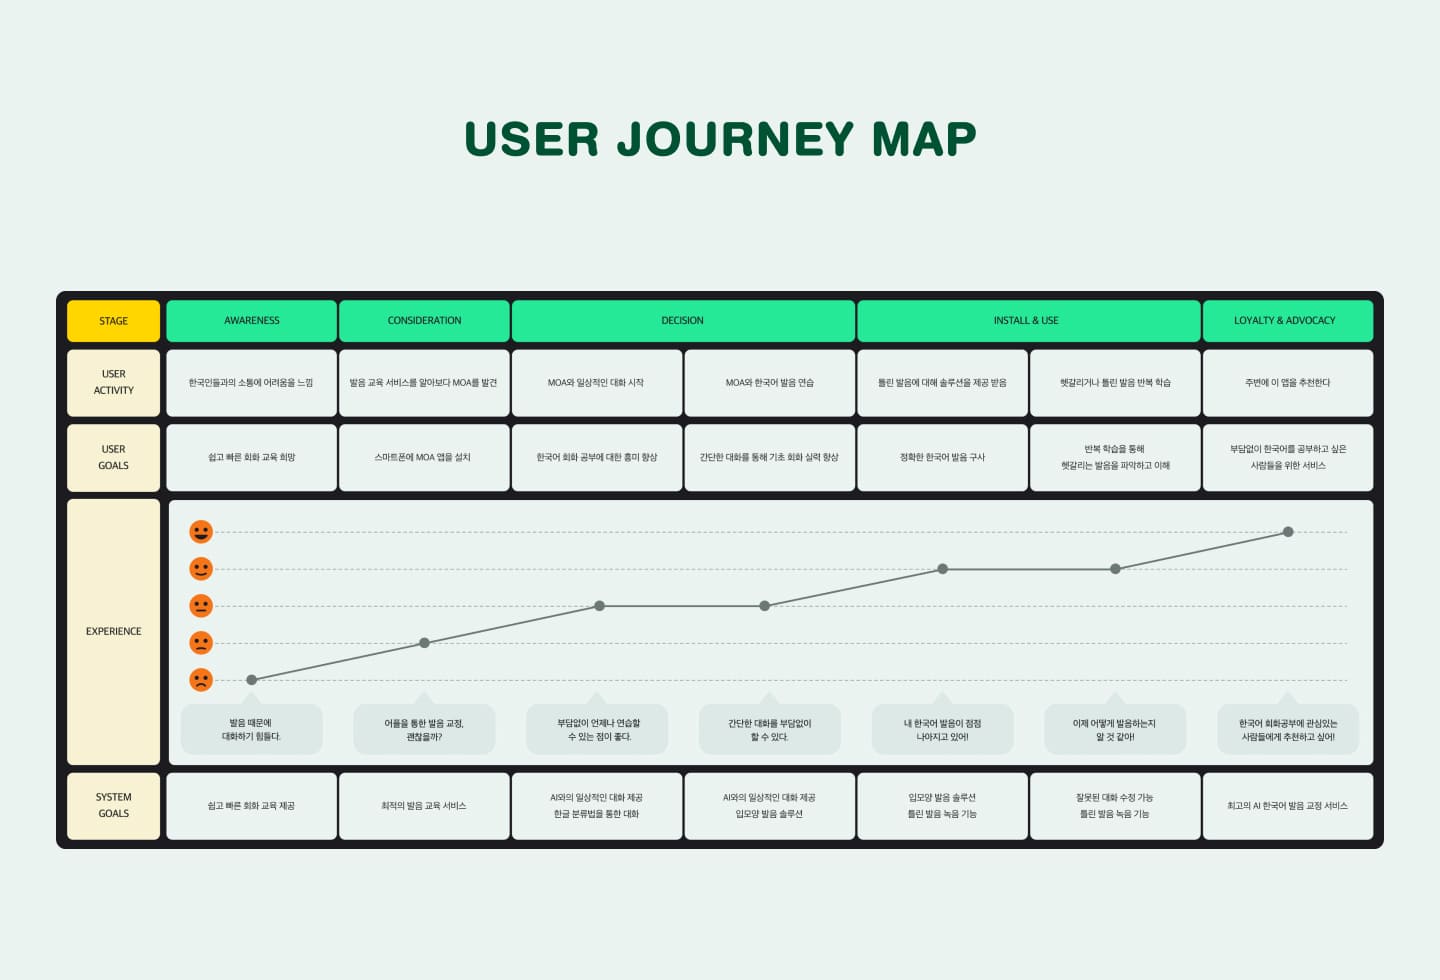 USER JOURNEY MAP
STAGE
AWARENESS
CONSIDERATION
DECISION
INSTALL & USE
LOYALTY & ADVOCACY
USER
ACTIVITY
한국인들과의 소통에 어려움을 느낌
발음 교육 서비스를 알아보다 MOA를 발견
MOA와 일상적인 대화 시작
MOA와 한국어 발음 연습
틀린 발음에 대해 솔루션을 제공 받음
헷갈리거나 틀린 발음 반복 학습
주변에 이 앱을 추천한다
USER
GOALS
쉽고 빠른 회화 교육 희망
스마트폰에 MOA 앱을 설치
한국어 회화 공부에 대한 흥미 향상
간단한 대화를 통해 기초 회화 실력 향상
정확한 한국어 발음 구사
반복 학습을 통해
헷갈리는 발음을 파악하고 이해
부담없이 한국어를 공부하고 싶은
사람들을 위한 서비스
EXPERIENCE
발음 때문에
대화하기 힘들다.
어플을 통한 발음 교정,
괜찮을까?
부담없이 언제나 연습할
수 있는 점이 좋다.
간단한 대화를 부담없이
할 수 있다.
내 한국어 발음이 점점
나아지고 있어!
이제 어떻게 발음하는지
알 것 같아!
한국어 회화공부에 관심있는
사람들에게 추천하고 싶어!
SYSTEM
GOALS
쉽고 빠른 회화 교육 제공
최적의 발음 교육 서비스
AI와의 일상적인 대화 제공
한글 분류법을 통한 대화
AI와의 일상적인 대화 제공
입모양 발음 솔루션
입모양 발음 솔루션
틀린 발음 녹음 기능
잘못된 대화 수정 가능
틀린 발음 녹음 기능
최고의 AI 한국어 발음 교정 서비스